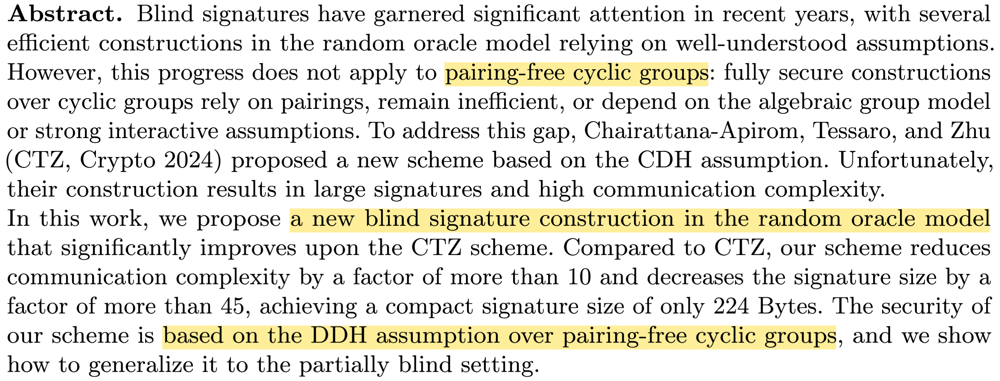 Abstract. Blind signatures have garnered significant attention in recent years, with several
efficient constructions in the random oracle model relying on well-understood assumptions.
However, this progress does not apply to pairing-free cyclic groups: fully secure constructions
over cyclic groups rely on pairings, remain inefficient, or depend on the algebraic group model
or strong interactive assumptions. To address this gap, Chairattana-Apirom, Tessaro, and Zhu
(CTZ, Crypto 2024) proposed a new scheme based on the CDH assumption. Unfortunately,
their construction results in large signatures and high communication complexity.
In this work, we propose a new blind signature construction in the random oracle model
that significantly improves upon the CTZ scheme. Compared to CTZ, our scheme reduces
communication complexity by a factor of more than 10 and decreases the signature size by a
factor of more than 45, achieving a compact signature size of only 224 Bytes. The security of
our scheme is based on the DDH assumption over pairing-free cyclic groups, and we show
how to generalize it to the partially blind setting.